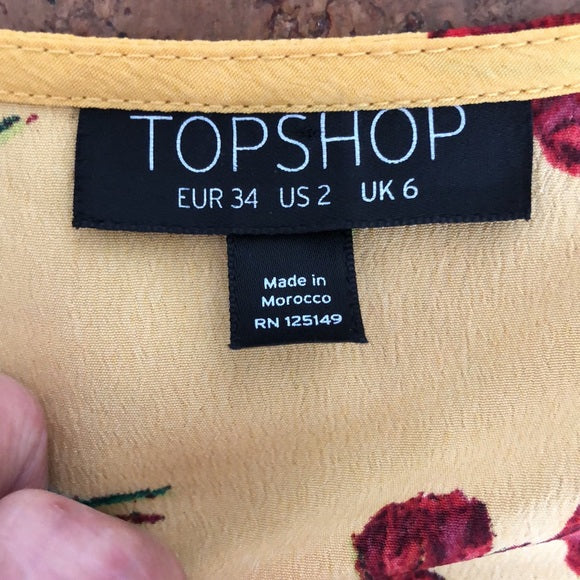 TOPSHOP
EUR 34 US 2 UK 6
Made in
Morocco
RN 125149